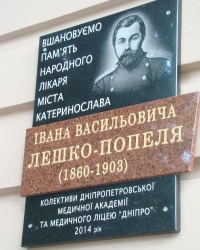 ВШАНОВУЄМО
ПАМ'ЯТЬ
НАРОДНОГО
ЛІКАРЯ
МІСТА
КАТЕРИНОСЛАВА
ІВАНА ВАСИЛЬОВИЧА
ЛЕШКО-ПОПЕЛЯ
(1860-1903)
КОЛЕКТИВИ ДНІПРОПЕТРОВСЬКОЇ
МЕДИЧНОЇ АКАДЕМІЇ
ТА МЕДИЧНОГО ЛІЦЕЮ "ДНІПРО"
2014 рік